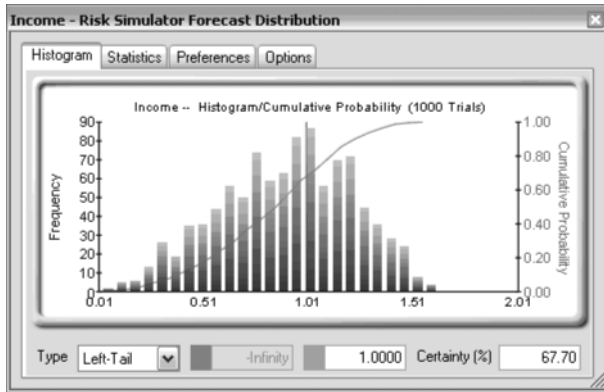 Income - Risk Simulator Forecast Distribution
Histogram Statistics Preferences Options
Income -- Histogram/Cumulative Probability (1000 Trials)
Frequency
90
80
70
60
50
40
30
20
10
0
0.01 0.51 1.01 1.51 2.01
1.00
0.80
0.60
0.40
0.20
0.00
Cumulative Probability
Type Left-Tail -Infinity 1.0000 Certainty (%) 67.70